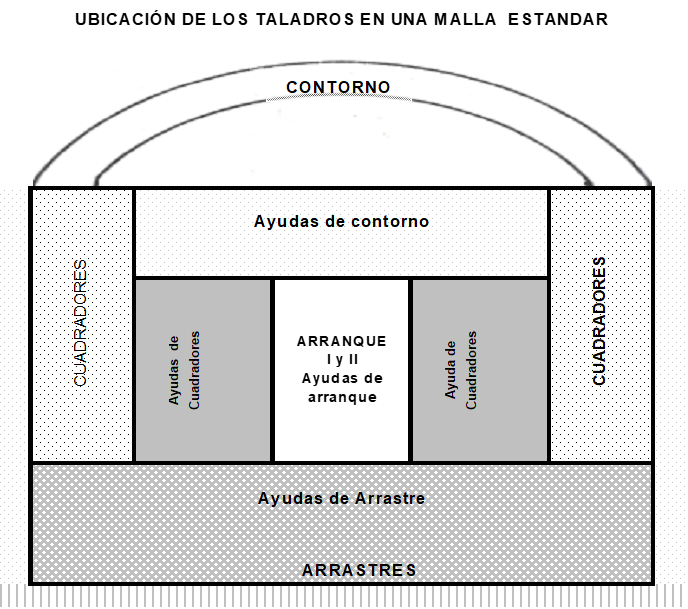 UBICACIÓN DE LOS TALADROS EN UNA MALLA ESTANDAR
CONTORNO
Ayudas de contorno
CUADRADORES
Ayudas de
Cuadradores
ARRANQUE
I y II
Ayudas de
arranque
Ayuda de
Cuadradores
CUADRADORES
Ayudas de Arrastre
ARRASTRES